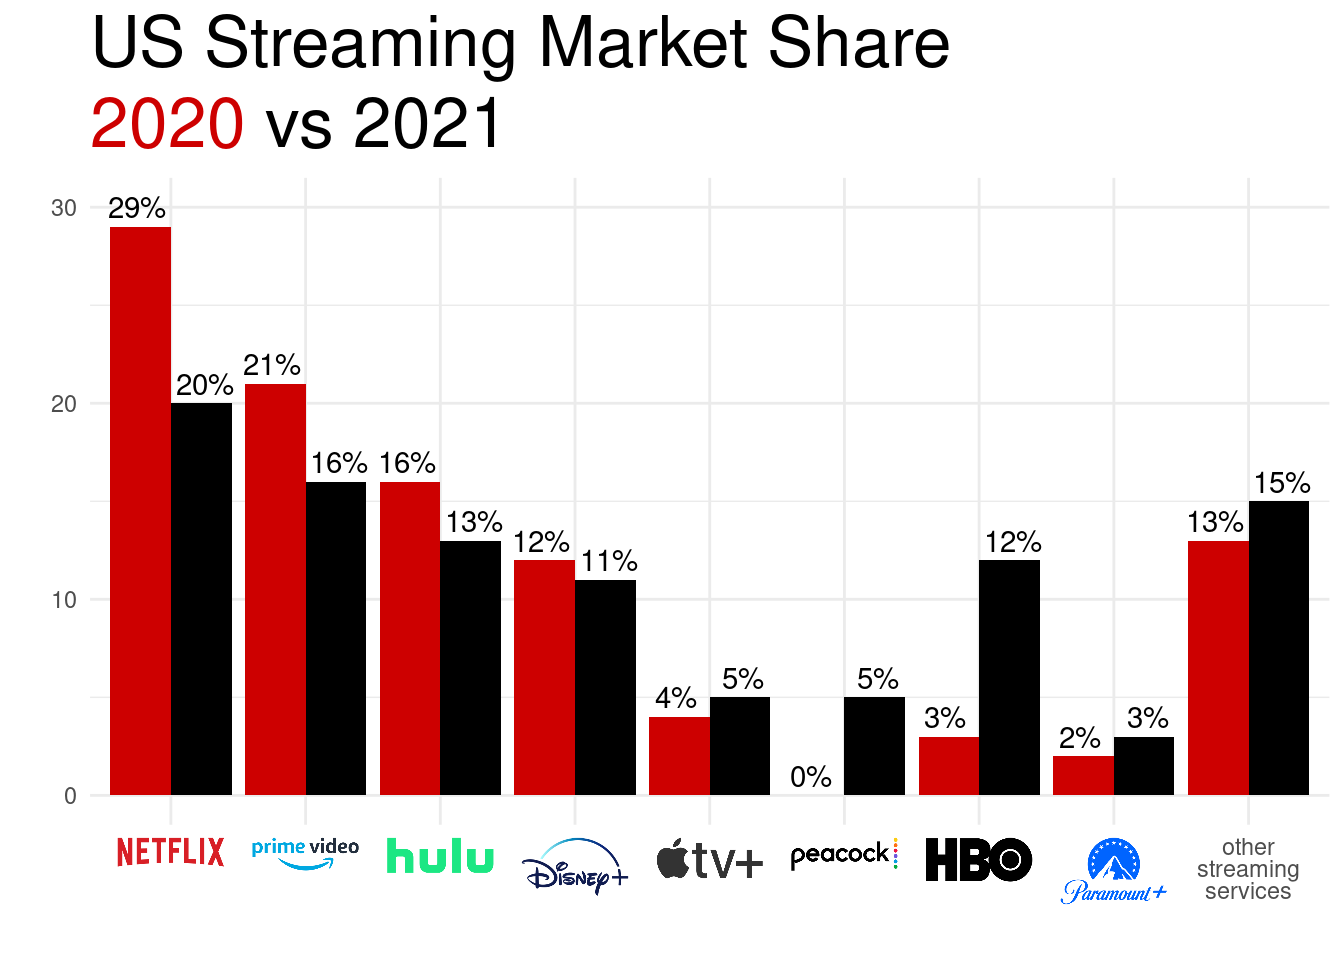 US Streaming Market Share
2020 vs 2021
30
20
10
0
29%
20%
21%
16%
16%
13%
12%
11%
4%
5%
0%
5%
3%
12%
2%
3%
13%
15%
NETFLIX
prime video
hulu
Disney+
tv+
peacock
HBO
Paramount+
other
streaming
services